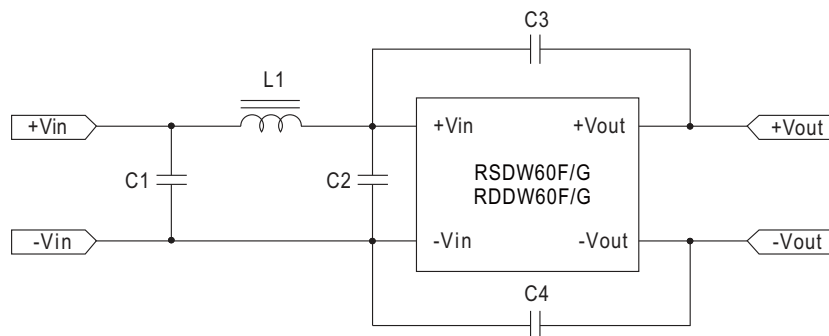 C3
L1
+Vin
+Vin
+Vout
+Vout
RSDW60F/G
C1
C2
RDDW60F/G
-Vin
-Vin
-Vout
-Vout
C4